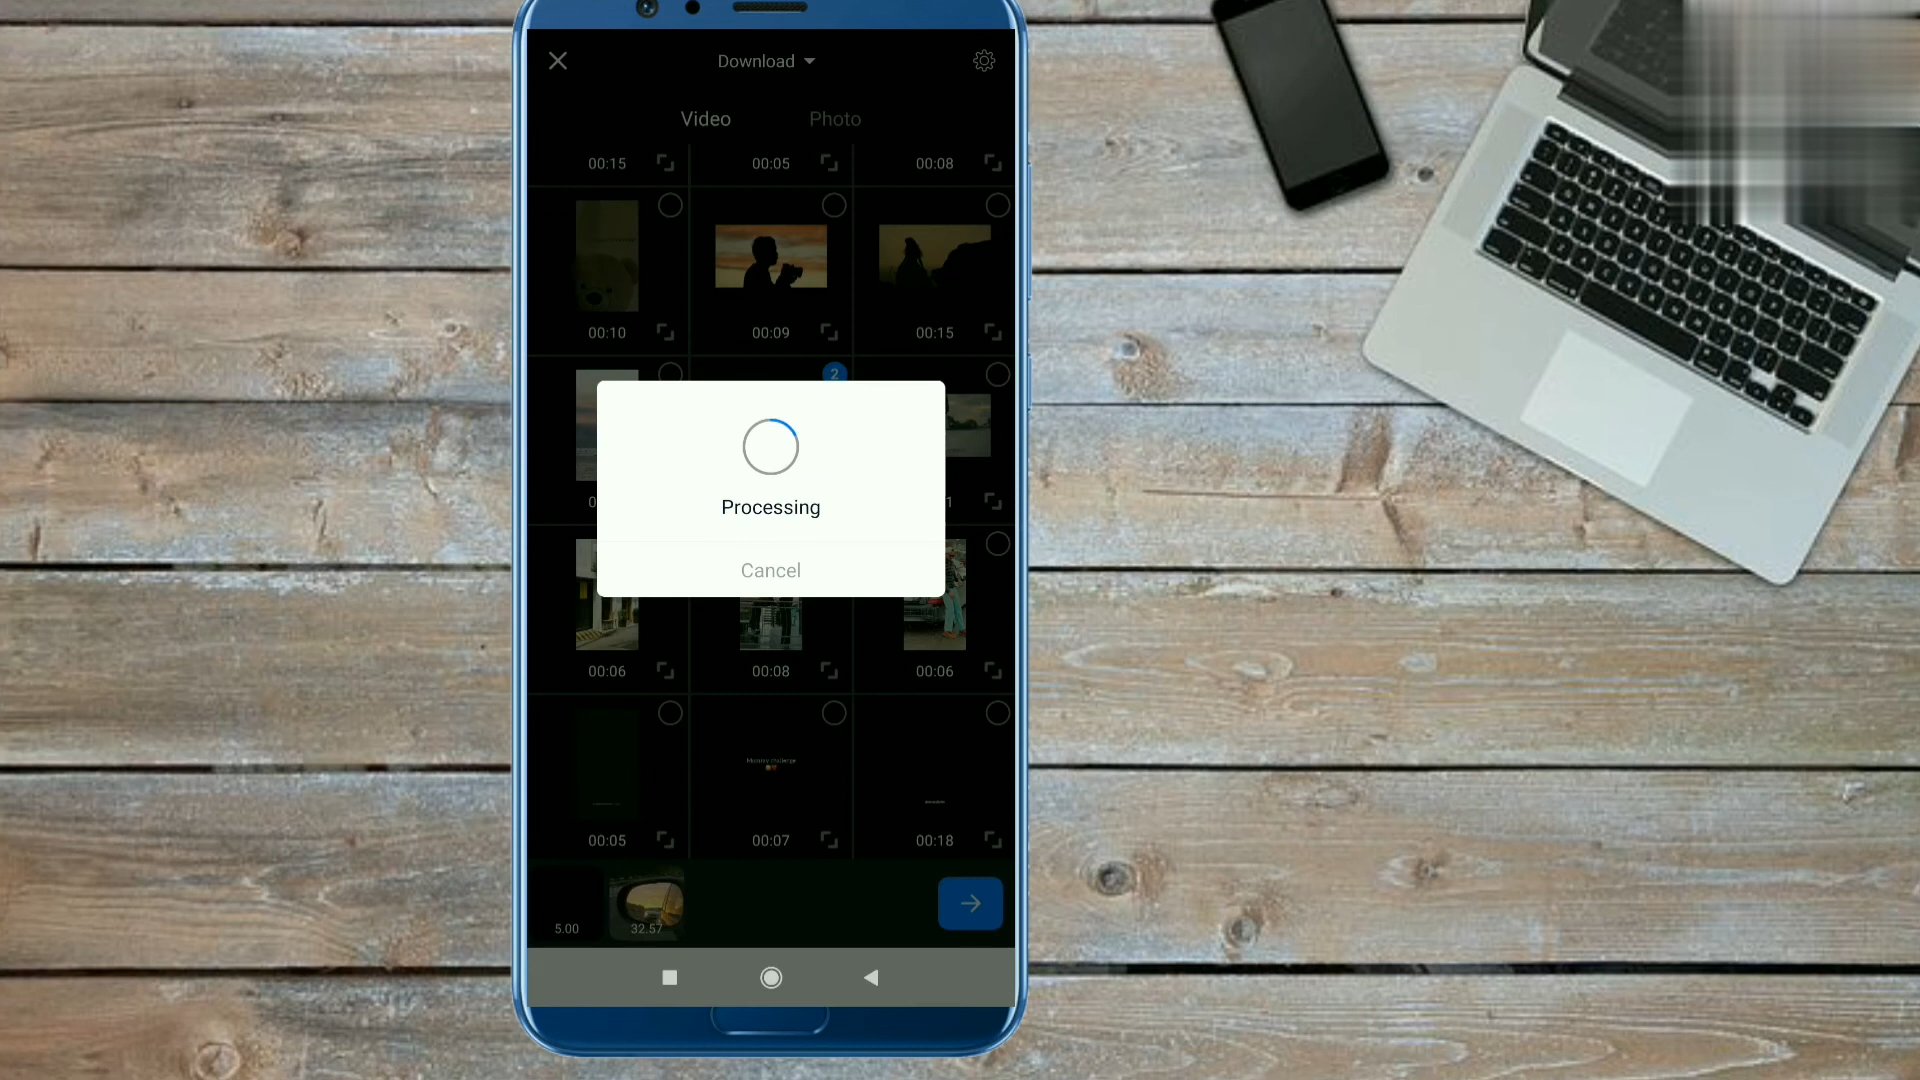 Download
Video Photo
00:15 00:05 00:08
00:10 00:09 00:15
2
Processing
Cancel
00:06 00:08 00:06
00:05 00:07 00:18
5.00 32.57